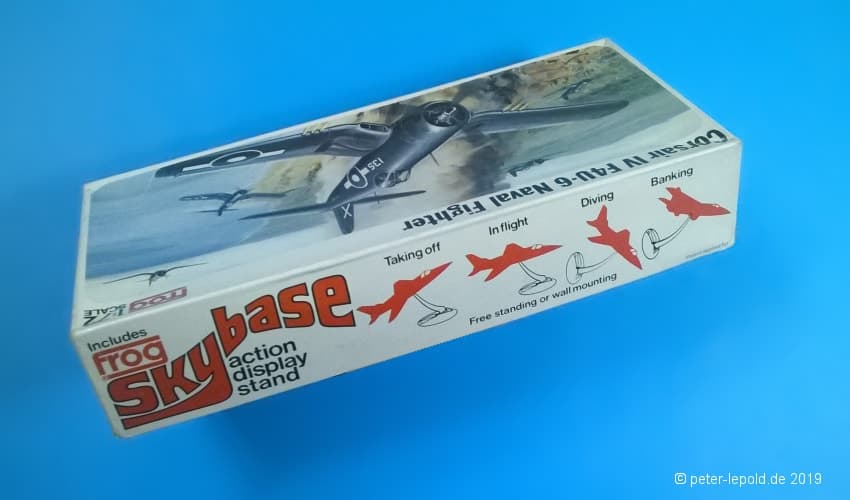 Corsair IV F4U-6 Naval Fighter
135
X
frog 1/72
SCALE
Includes
frog
Skybase
action
display
stand
Taking off
In flight
Diving
Banking
Free standing or wall mounting
© peter-lepold.de 2019